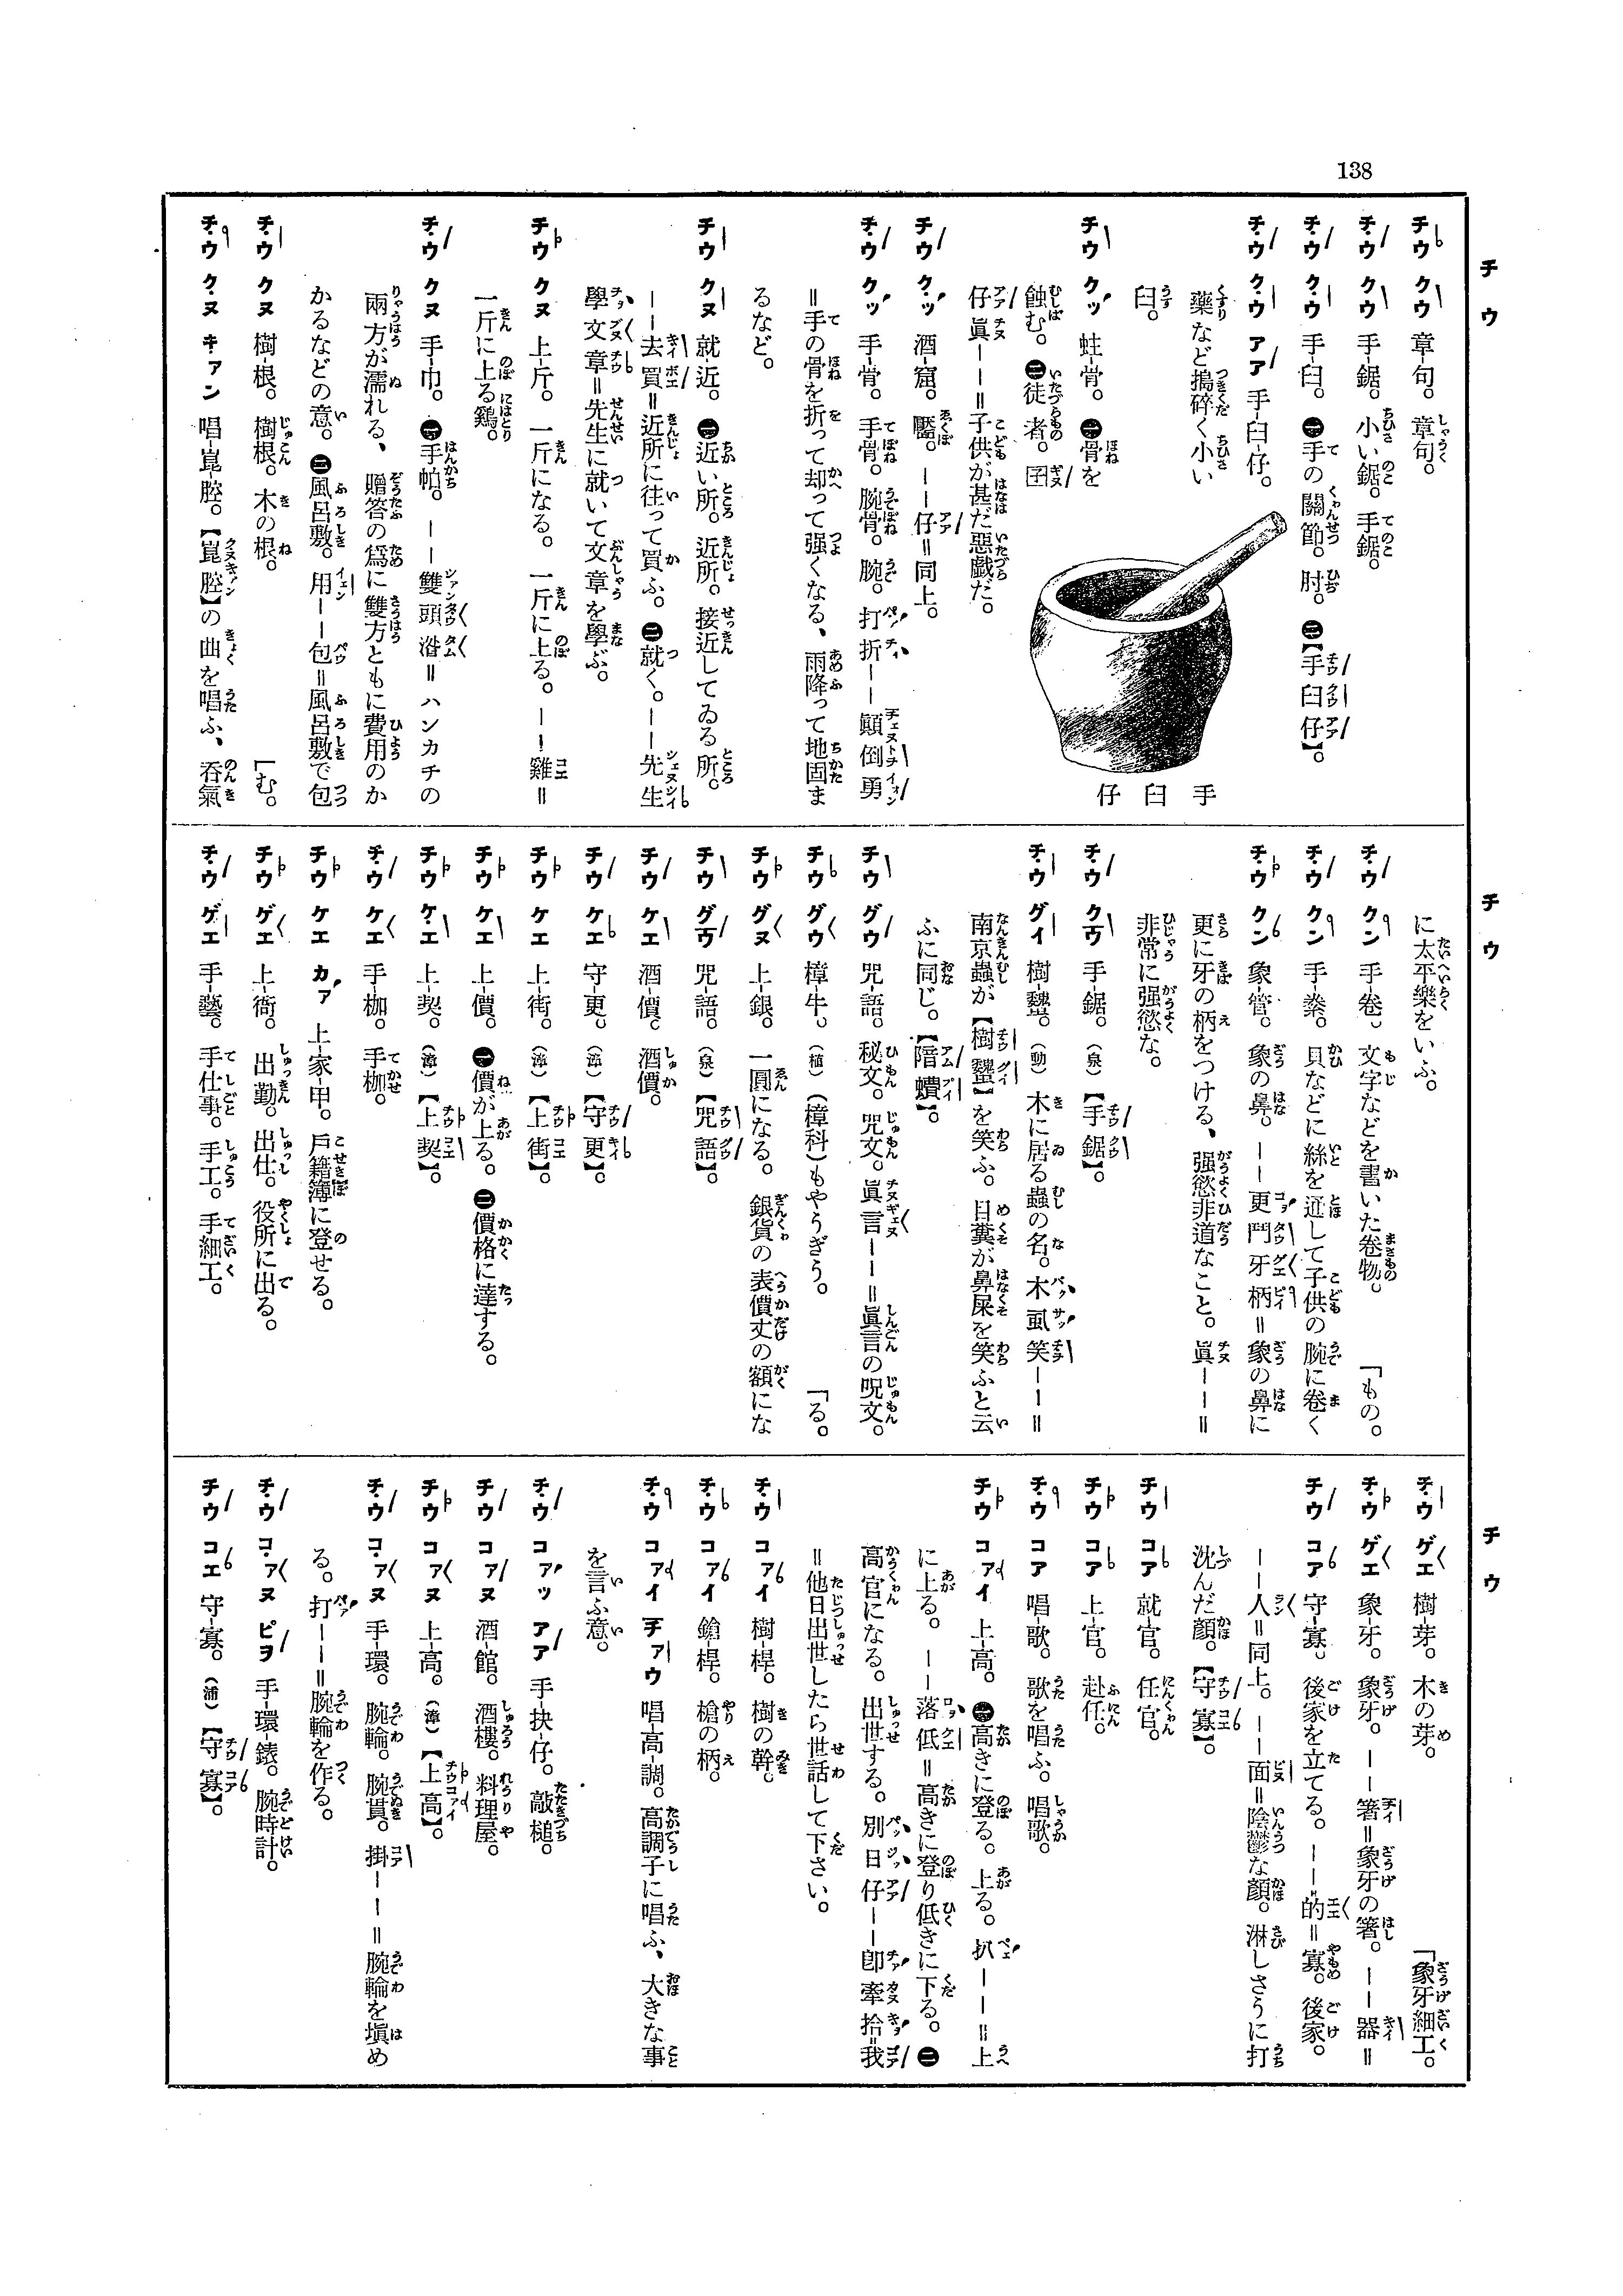 138
チウ
チウ クウ 章-句。章句。
チウ クウ 手-鋸。小い鋸。手鋸。
チウ クウ 手-臼。㊀手の關節。肘。㊁【手臼仔】。
チウ クウ アア 手-臼-仔。
藥など搗碎く小い
臼。
チウ クッ 蛀-骨。㊀骨を
蝕む。㊁徒者。囝
仔眞——=子供が甚だ惡戲だ。
チウ クッ 酒-窟。靨。——仔=同上。
チウ クッ 手-骨。手骨。腕骨。腕。打折——顚倒勇
=手の骨を折って却って强くなる、雨降って地固ま
るなど。
チウ クヌ 就-近。㊀近い所。近所。接近してゐる所。
——去買=近所に往って買ふ。㊁就く。——先生
學文章=先生に就いて文章を學ぶ。
チウ クヌ 上-斤。一斤になる。一斤に上る。——雞=
一斤に上る鷄。
チウ クヌ 手-巾。㊀手帕。——雙頭澹=ハンカチの
兩方が濡れる、贈答の爲に雙方ともに費用のか
かるなどの意。㊁風呂敷。用——包=風呂敷で包
チウ クヌ 樹-根。樹根。木の根。 「む。
チウ クヌ キァン 唱-崑-腔。【崑腔】の曲を唱ふ、呑氣
手臼仔
チウ
に太平樂をいふ。
チウ クン 手-卷。文字などを書いた卷物。 「もの。
チウ クン 手-絭。貝などに絲を通して子供の腕に卷く
チウ クン 象-管。象の鼻。——更鬥牙柄=象の鼻に
更に牙の柄をつける、强慾非道なこと。眞——=
非常に强慾な。
チウ クウ 手-鋸。(泉)【手鋸】。
チウ グイ 樹-。(動)木に居る蟲の名。木虱笑——=
南京蟲が【樹】を笑ふ。目糞が鼻屎を笑ふと云
ふに同じ。
チウ グウ 咒-語。秘文。咒文。眞言——=眞言の呪文。
チウ グウ 樟-牛。(植)(樟科)もやうぎう。 「る。
チウ グヌ 上-銀。一圓になる。銀貨の表價丈の額にな
チウ グウ 咒-語。(泉)【咒語】。
チウ ケエ 酒-價。酒價。
チウ ケエ 守-更。(漳)【守更】。
チウ ケエ 上-街。(漳)【上街】。
チウ ケエ 上-價。㊀價が上る。㊁價格に達する。
チウ ケエ 上-契。(漳)【上契】。
チウ ケエ 手-枷。手枷。
チウ ケエ カァ 上-家-甲。戶籍簿に登せる。
チウ ゲエ 上-衙。出勤。出仕。役所に出る。
チウ ゲエ 手-藝。手仕事。手工。手細工。
チウ
チウ ゲエ 樹-芽。木の芽。 「象牙細工。
チウ ゲエ 象-牙。象牙。——箸=象牙の箸。——器=
チウ コア 守-寡。後家を立てる。——的=寡。後家。
——人=同上。——面=陰鬱な顏。淋しさうに打
沈んだ顏。【守寡】。
チウ コア 就-官。任官。
チウ コア 上-官。赴任。
チウ コア 唱-歌。歌を唱ふ。唱歌。
チウ コァイ 上-高。㊀高きに登る。上る。扒——=上
に上る。——落低=高きに登り低きに下る。㊁
高官になる。出世する。別日仔——卽牽拾我
=他日出世したら世話して下さい。
チウ コァイ 樹-桿。樹の幹。
チウ コァイ 鎗-桿。槍の柄。
チウ コァイ チァウ 唱-高-調。高調子に唱ふ、大きな事
を言ふ意。
チウ コァッ アア 手-抉-仔。敲槌。
チウ コァヌ 酒-館。酒樓。料理屋。
チウ コァヌ 上-高。(漳)【上高】。
チウ コァヌ 手-環。腕輪。腕貫。掛——=腕輪を塡め
る。打——=腕輪を作る。
チウ コァヌ ピヲ 手-環-錶。腕時計。
チウ コエ 守-寡。(浦)【守寡】。